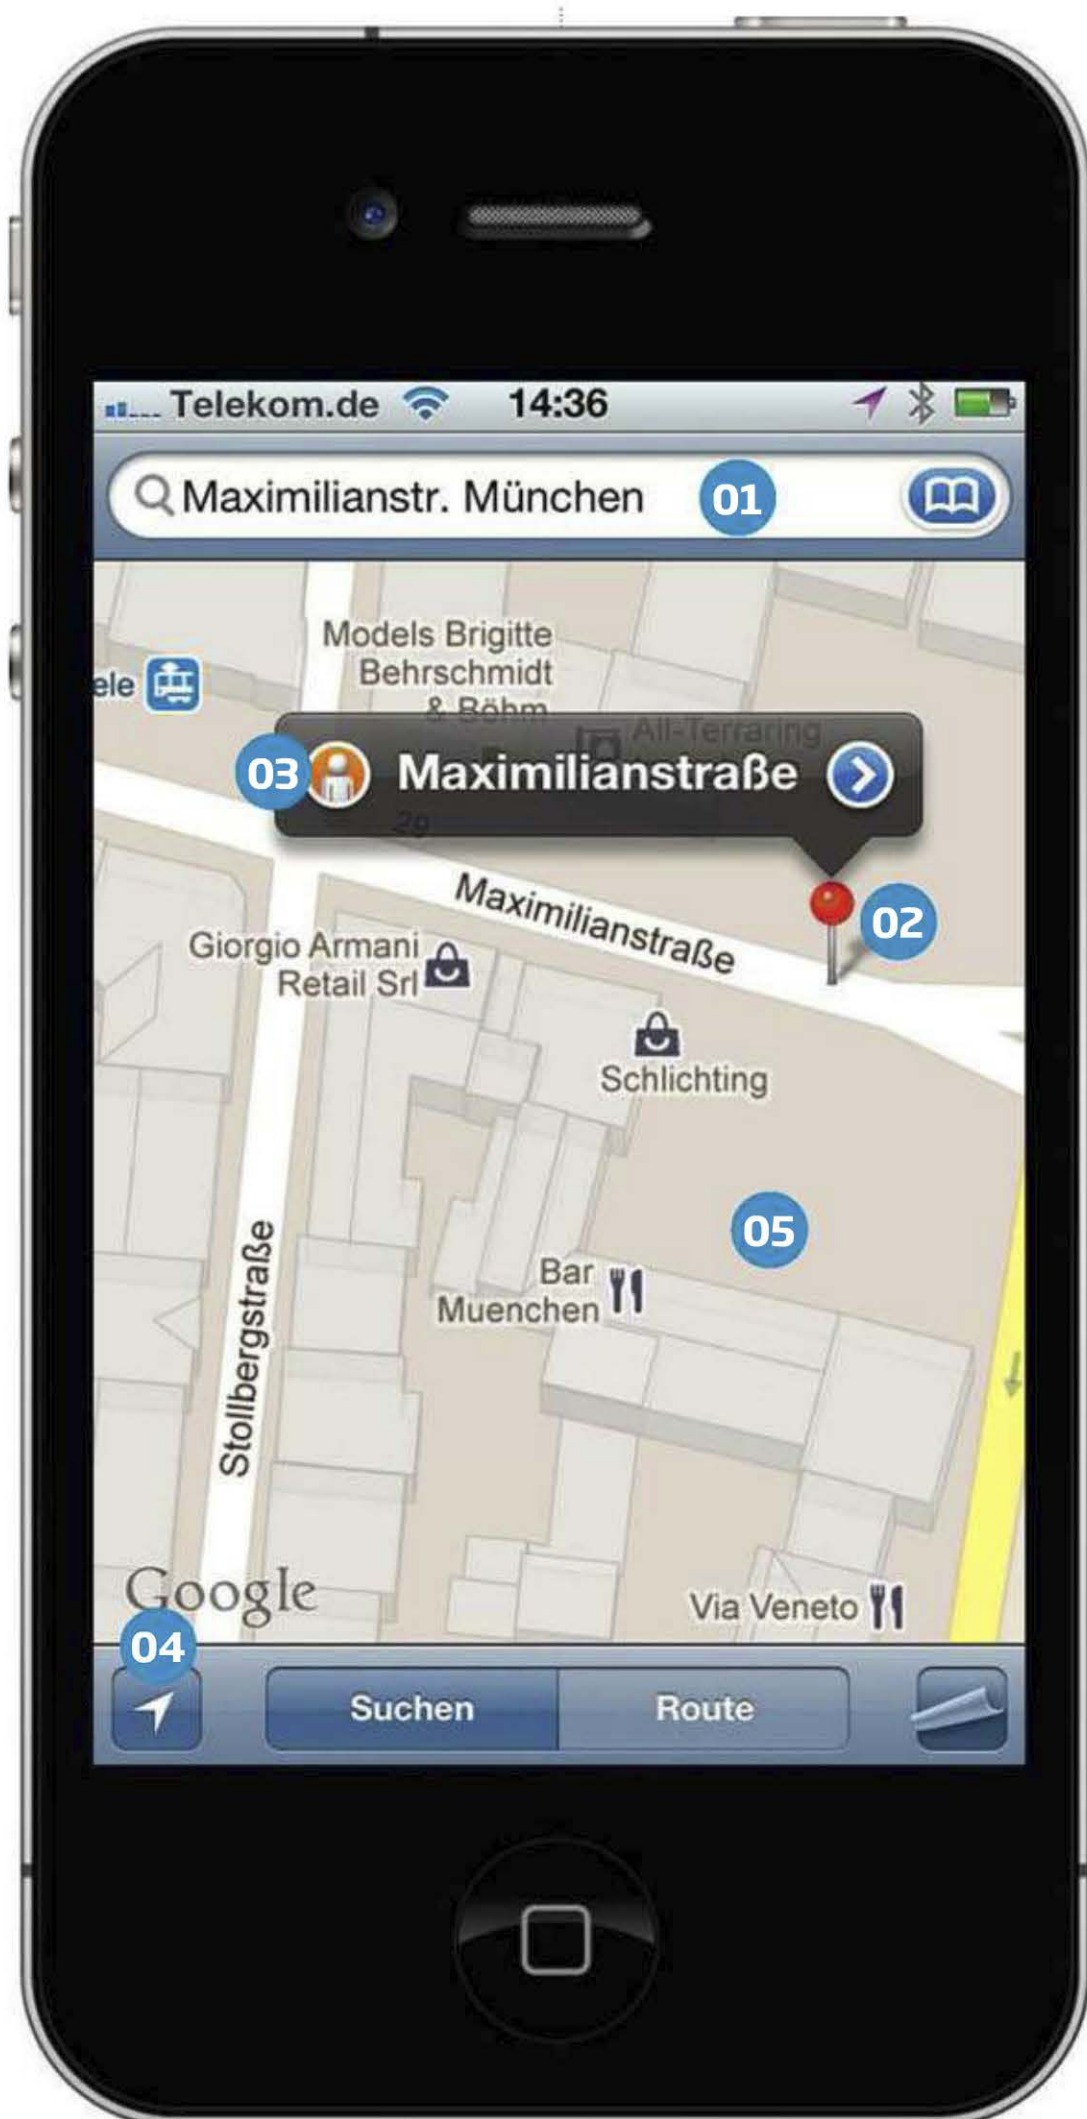 Telekom.de 14:36
Maximilianstr. München 01
Models Brigitte
Behrschmidt
& Böhm
ele
All-Terraring
03 Maximilianstraße
29
02
Maximilianstraße
Giorgio Armani
Retail Srl
Schlichting
05
Bar
Muenchen
Stollbergstraße
Google
Via Veneto
04
Suchen Route